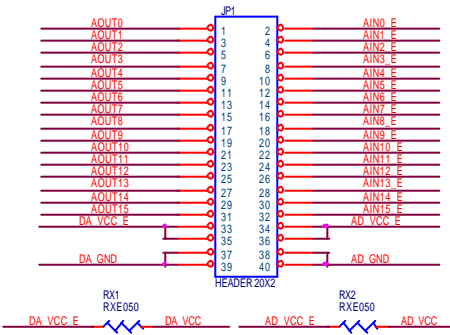 JP1
AOUT0 1 2 AIN0_E
AOUT1 3 4 AIN1_E
AOUT2 5 6 AIN2_E
AOUT3 7 8 AIN3_E
AOUT4 9 10 AIN4_E
AOUT5 11 12 AIN5_E
AOUT6 13 14 AIN6_E
AOUT7 15 16 AIN7_E
AOUT8 17 18 AIN8_E
AOUT9 19 20 AIN9_E
AOUT10 21 22 AIN10_E
AOUT11 23 24 AIN11_E
AOUT12 25 26 AIN12_E
AOUT13 27 28 AIN13_E
AOUT14 29 30 AIN14_E
AOUT15 31 32 AIN15_E
DA_VCC_E 33 34 AD_VCC_E
35 36
37 38
DA_GND 39 40 AD_GND
HEADER 20X2
RX1 RX2
RXE050 RXE050
DA_VCC_E DA_VCC AD_VCC_E AD_VCC